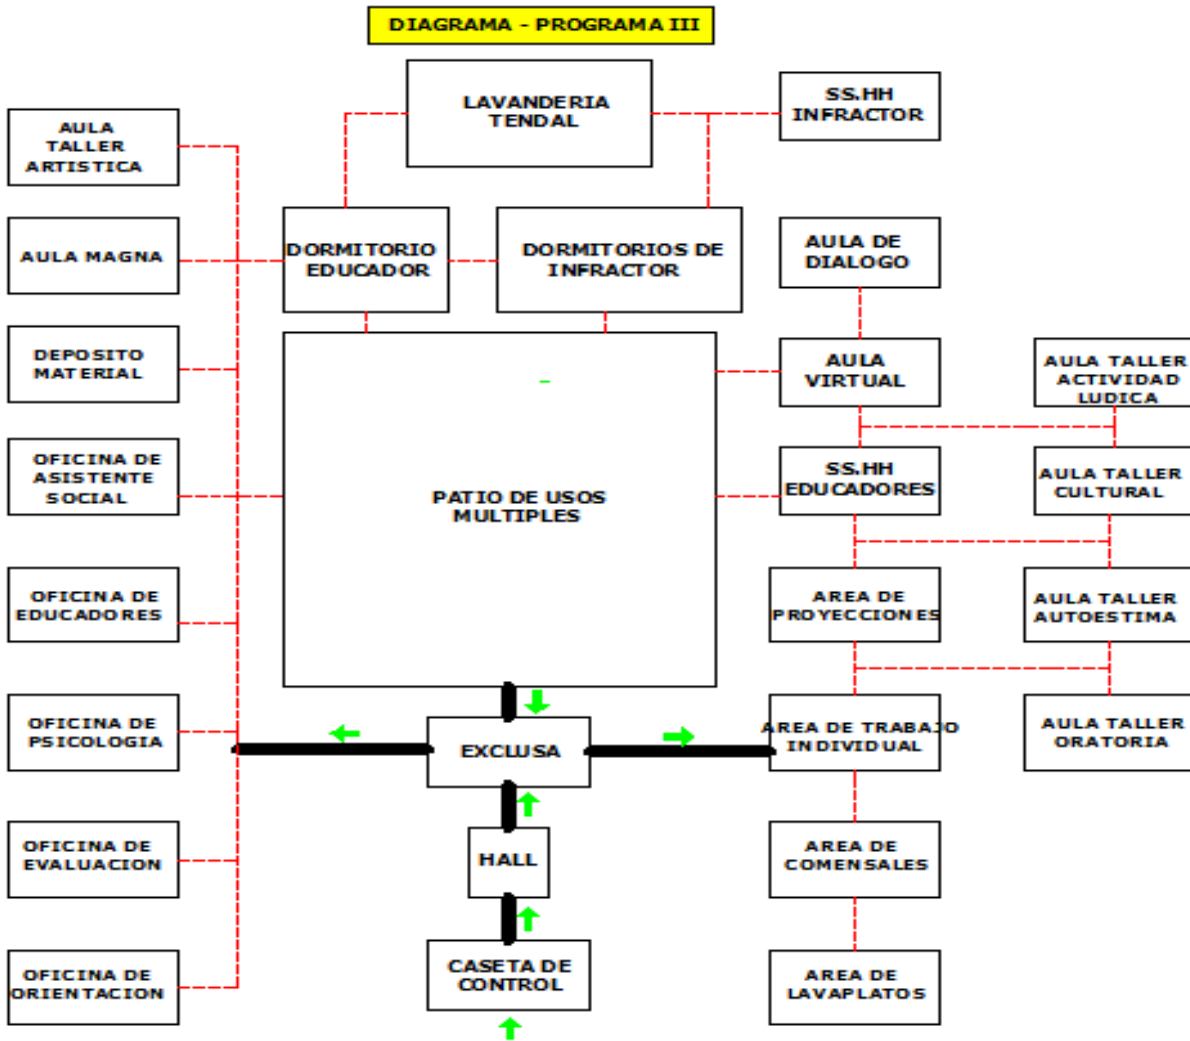 DIAGRAMA - PROGRAMA III
LAVANDERIA
TENDAL
SS.HH
INFRACTOR
AULA
TALLER
ARTISTICA
AULA MAGNA
DORMITORIO
EDUCADOR
DORMITORIOS DE
INFRACTOR
AULA DE
DIALOGO
DEPOSITO
MATERIAL
AULA
VIRTUAL
AULA TALLER
ACTIVIDAD
LUDICA
OFICINA DE
ASISTENTE
SOCIAL
PATIO DE USOS
MULTIPLES
SS.HH
EDUCADORES
AULA TALLER
CULTURAL
OFICINA DE
EDUCADORES
AREA DE
PROYECCIONES
AULA TALLER
AUTOESTIMA
OFICINA DE
PSICOLOGIA
EXCLUSA
AREA DE TRABAJO
INDIVIDUAL
AULA TALLER
ORATORIA
OFICINA DE
EVALUACION
HALL
AREA DE
COMENSALES
OFICINA DE
ORIENTACION
CASETA DE
CONTROL
AREA DE
LAVAPLATOS